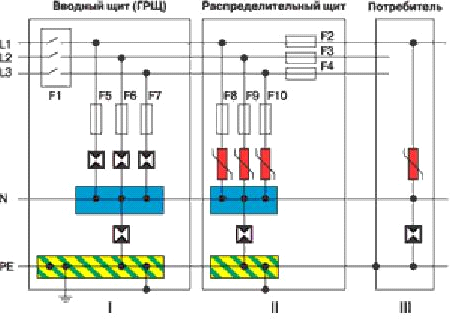 Вводный щит (ГРЩ) Распределительный щит Потребитель
L1 F2
L2 F3
L3 F4
F1 F5 F6 F7 F8 F9 F10
N
PE
I II III